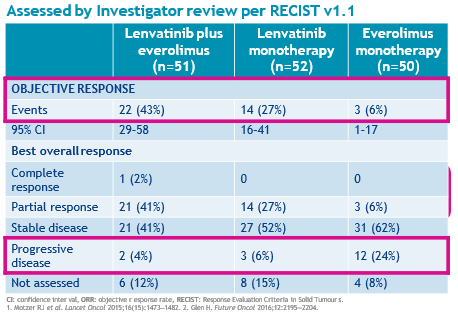 Assessed by Investigator review per RECIST v1.1
Lenvatinib plus everolimus (n=51) Lenvatinib monotherapy (n=52) Everolimus monotherapy (n=50)
OBJECTIVE RESPONSE
Events 22 (43%) 14 (27%) 3 (6%)
95% CI 29-58 16-41 1-17
Best overall response
Complete response 1 (2%) 0 0
Partial response 21 (41%) 14 (27%) 3 (6%)
Stable disease 21 (41%) 27 (52%) 31 (62%)
Progressive disease 2 (4%) 3 (6%) 12 (24%)
Not assessed 6 (12%) 8 (15%) 4 (8%)
CI: confidence inter val, ORR: objective r esponse rate, RECIST: Response Evaluation Criteria In Solid Tumour s.
1. Motzer RJ et al. Lancet Oncol 2015;16(15):1473–1482. 2. Glen H, Future Oncol 2016;12:2195–2204.